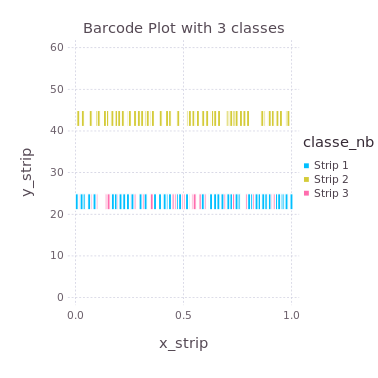 Barcode Plot with 3 classes
60
50
40
30
20
10
0
y_strip
0.0
0.5
1.0
x_strip
classe_nb
Strip 1
Strip 2
Strip 3